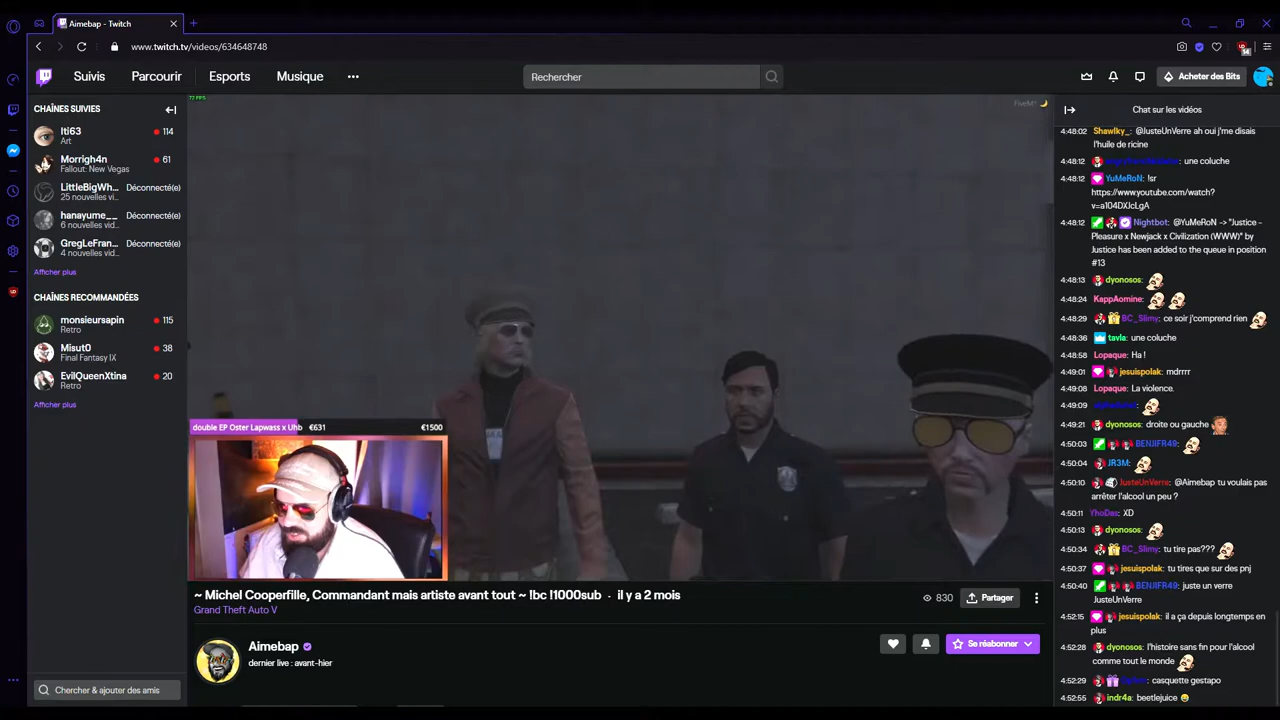 Aimebap - Twitch
www.twitch.tv/videos/634648748
Suivis
Parcourir
Esports
Musique
Rechercher
Acheter des Bits
CHAÎNES SUIVIES
lti63
114
Art
Morrigh4n
61
Fallout: New Vegas
LittleBigWh...
Déconnecté(e)
25 nouvelles vid...
hanayume__
Déconnecté(e)
6 nouvelles vid...
GregLeFran...
Déconnecté(e)
4 nouvelles vid...
Afficher plus
CHAÎNES RECOMMANDÉES
monsieursapin
115
Retro
Misut0
38
Final Fantasy IX
EvilQueenXtina
20
Retro
Afficher plus
Chercher & ajouter des amis
72 FPS
FiveM
double EP Oster Lapwass x Uhb €631 €1500
~ Michel Cooperfille, Commandant mais artiste avant tout ~ !bc !1000sub · il y a 2 mois
Grand Theft Auto V
830
Partager
Aimebap
dernier live : avant-hier
Se réabonner
Chat sur les vidéos
4:48:02 Shawlky_: @JusteUnVerre ah oui j'me disais
l'huile de ricine
4:48:12 une coluche
4:48:12 YuMeRoN: !sr
https://www.youtube.com/watch?
v=a104DXlcLgA
4:48:12 Nightbot: @YuMeRoN -> "Justice -
Pleasure x Newjack x Civilization (WWW)" by
Justice has been added to the queue in position
#13
4:48:13 dyonosos:
4:48:24 KappAomine:
4:48:29 BC_Slimy: ce soir j'comprend rien
4:48:36 tavla: une coluche
4:48:58 Lopaque: Ha !
4:49:01 jesuispolak: mdrrrr
4:49:08 Lopaque: La violence.
4:49:09
4:49:21 dyonosos: droite ou gauche
4:50:03 BENJIFR49:
4:50:04 JR3M:
4:50:10 JusteUnVerre: @Aimebap tu voulais pas
arrêter l'alcool un peu ?
4:50:11 YhoDas: XD
4:50:13 dyonosos:
4:50:34 BC_Slimy: tu tire pas???
4:50:37 jesuispolak: tu tires que sur des pnj
4:50:40 BENJIFR49: juste un verre
JusteUnVerre
4:52:15 jesuispolak: il a ça depuis longtemps en
plus
4:52:28 dyonosos: l'histoire sans fin pour l'alcool
comme tout le monde
4:52:29 casquette gestapo
4:52:55 indr4a: beetlejuice